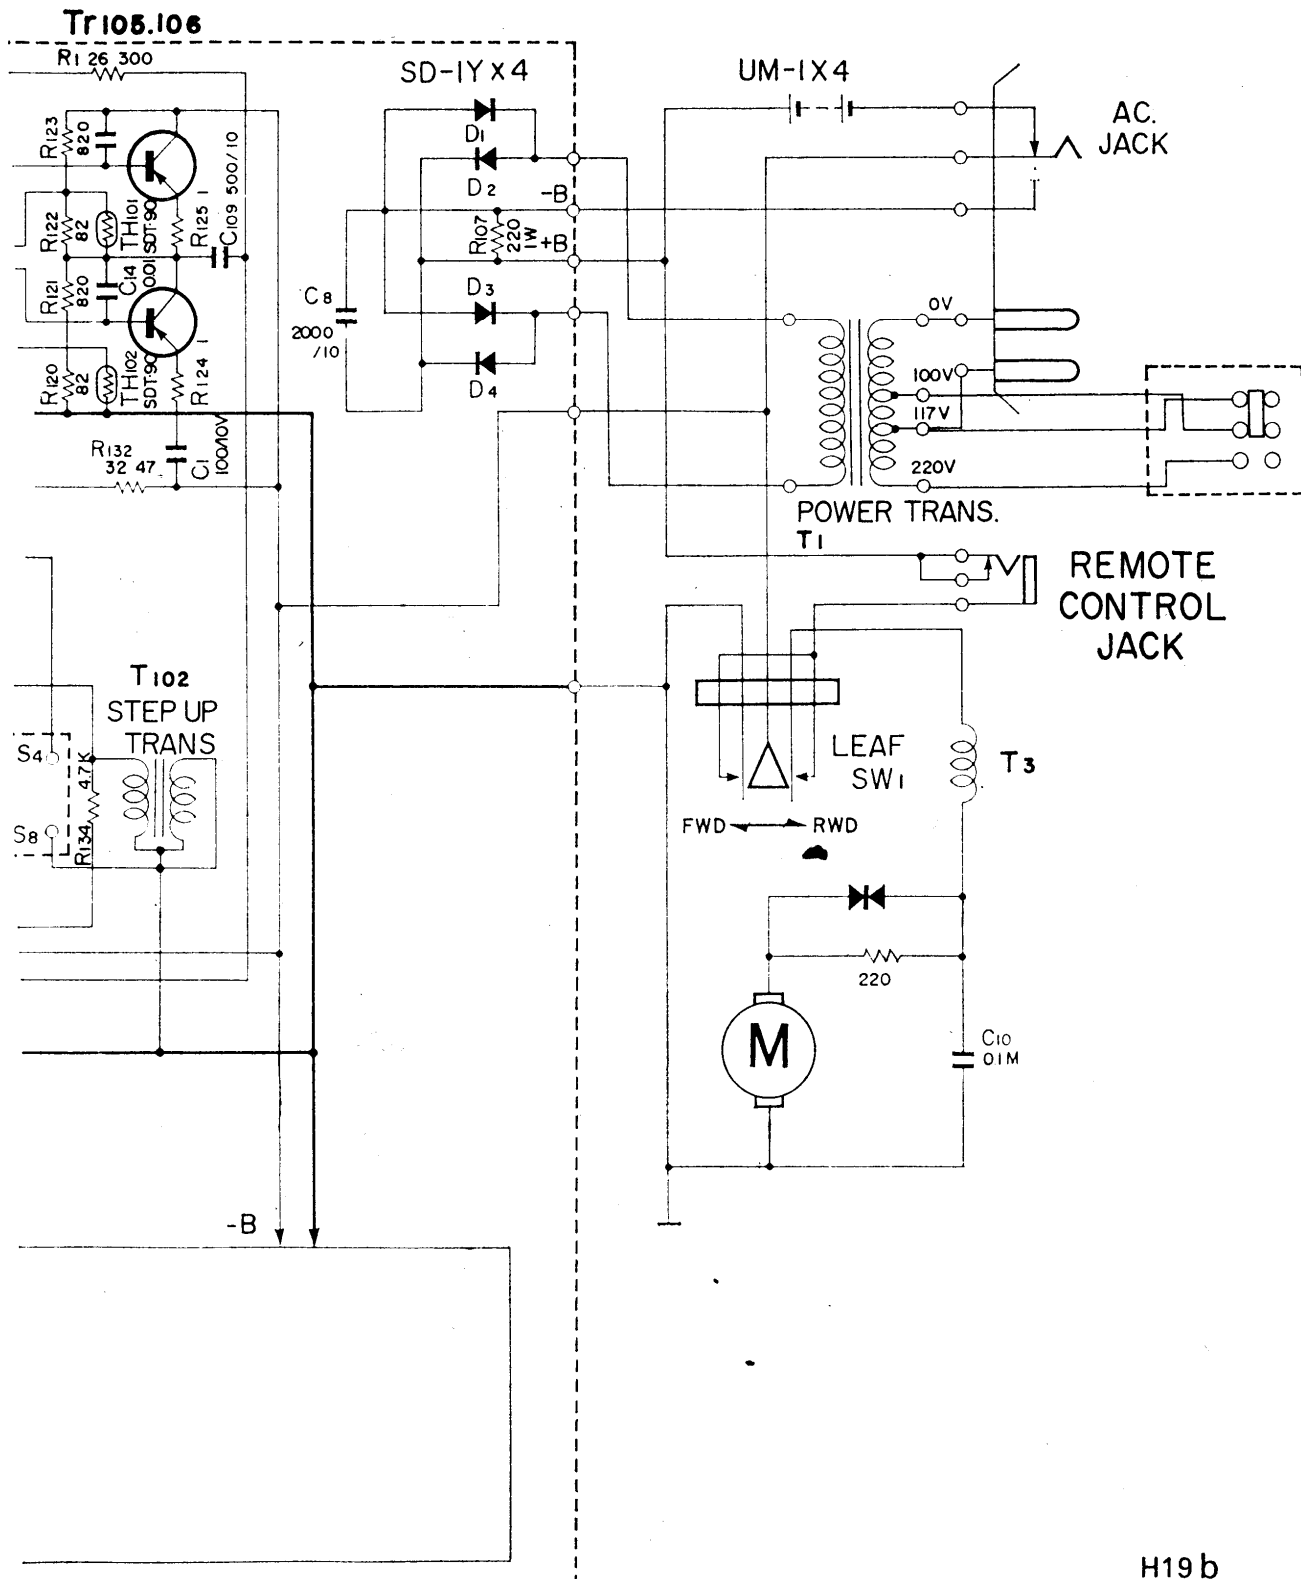 Tr105.106
R126 300
SD-1Y×4
UM-1X4
AC.
JACK
R123
820
D1
D2
-B
R107
220
1W
+B
R122
82
TH101
SDT-90
R125 1
C109 500/10
R121
820
C14
0.01
C8
2000
/10
D3
D4
R120
82
TH102
SDT-90
R124 1
R132
32 47
C1
100/10V
0V
100V
117V
220V
POWER TRANS.
T1
REMOTE
CONTROL
JACK
T102
STEP UP
TRANS
S4
S8
4.7K
R134
LEAF
SW1
T3
FWD
RWD
220
M
C10
01M
-B
H19b